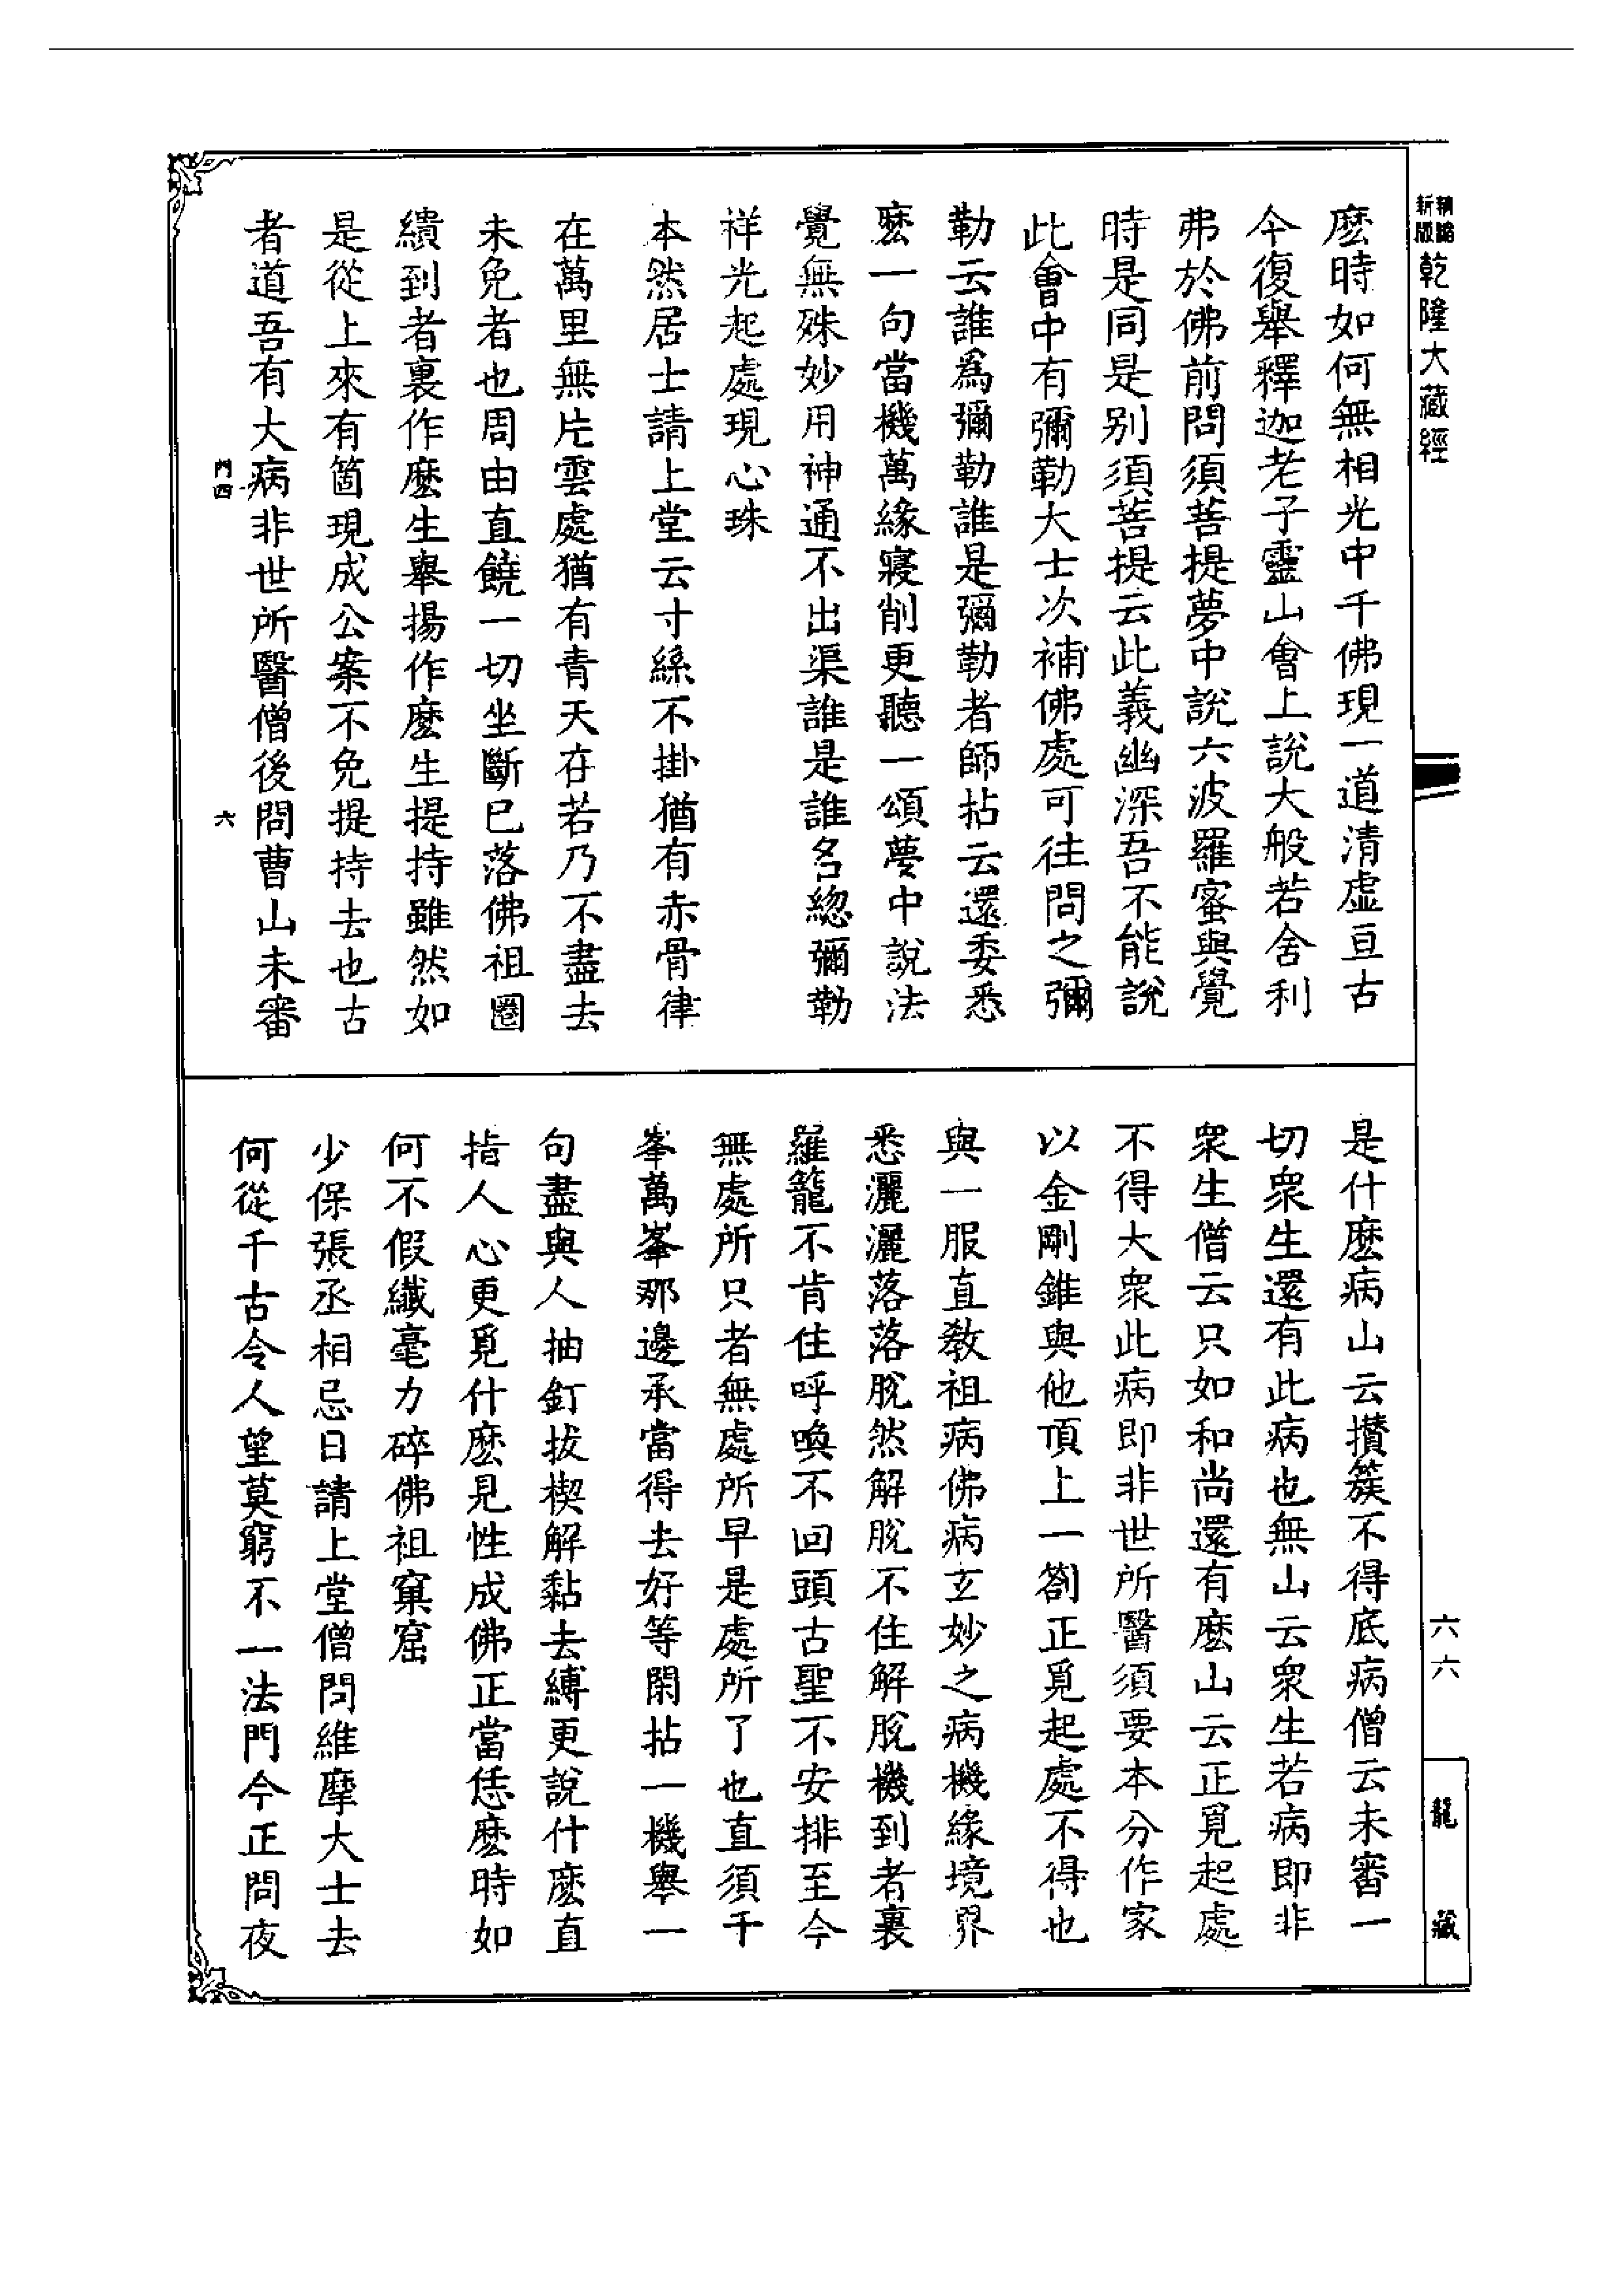 新版
精縮
乾隆大藏經
麽時如何無相光中千佛現一道清虛亘古
今復舉釋迦老子靈山會上說大般若舍利
弗於佛前問須菩提夢中說六波羅蜜與覺
時是同是別須菩提云此義幽深吾不能說
此會中有彌勒大士次補佛處可往問之彌
勒云誰爲彌勒誰是彌勒者師拈云還委悉
麽一句當機萬緣寢削更聽一頌夢中說法
覺無殊妙用神通不出渠誰是誰名總彌勒
祥光起處現心珠
本然居士請上堂云寸絲不掛猶有赤骨律
在萬里無片雲處猶有青天在若乃不盡去
未免者也周由直饒一切坐斷已落佛祖圈
繢到者裏作麽生舉揚作麽生提持雖然如
是從上來有箇現成公案不免提持去也古
者道吾有大病非世所醫僧後問曹山未審
門四
六
是什麽病山云攢簇不得底病僧云未審一
切衆生還有此病也無山云衆生若病即非
衆生僧云只如和尚還有麽山云正覓起處
不得大衆此病即非世所醫須要本分作家
以金剛錐與他頂上一劄正覓起處不得也
與一服直教祖病佛病玄妙之病機緣境界
悉灑灑落落脫然解脫不住解脫機到者裏
羅籠不肯住呼喚不回頭古聖不安排至今
無處所只者無處所早是處所了也直須千
峯萬峯那邊承當得去好等閑拈一機舉一
句盡與人抽釘拔楔解黏去縛更說什麽直
指人心更覓什麽見性成佛正當恁麽時如
何不假纖毫力碎佛祖窠窟
少保張丞相忌日請上堂僧問維摩大士去
何從千古令人望莫窮不一法門今正問夜
六六
龍藏